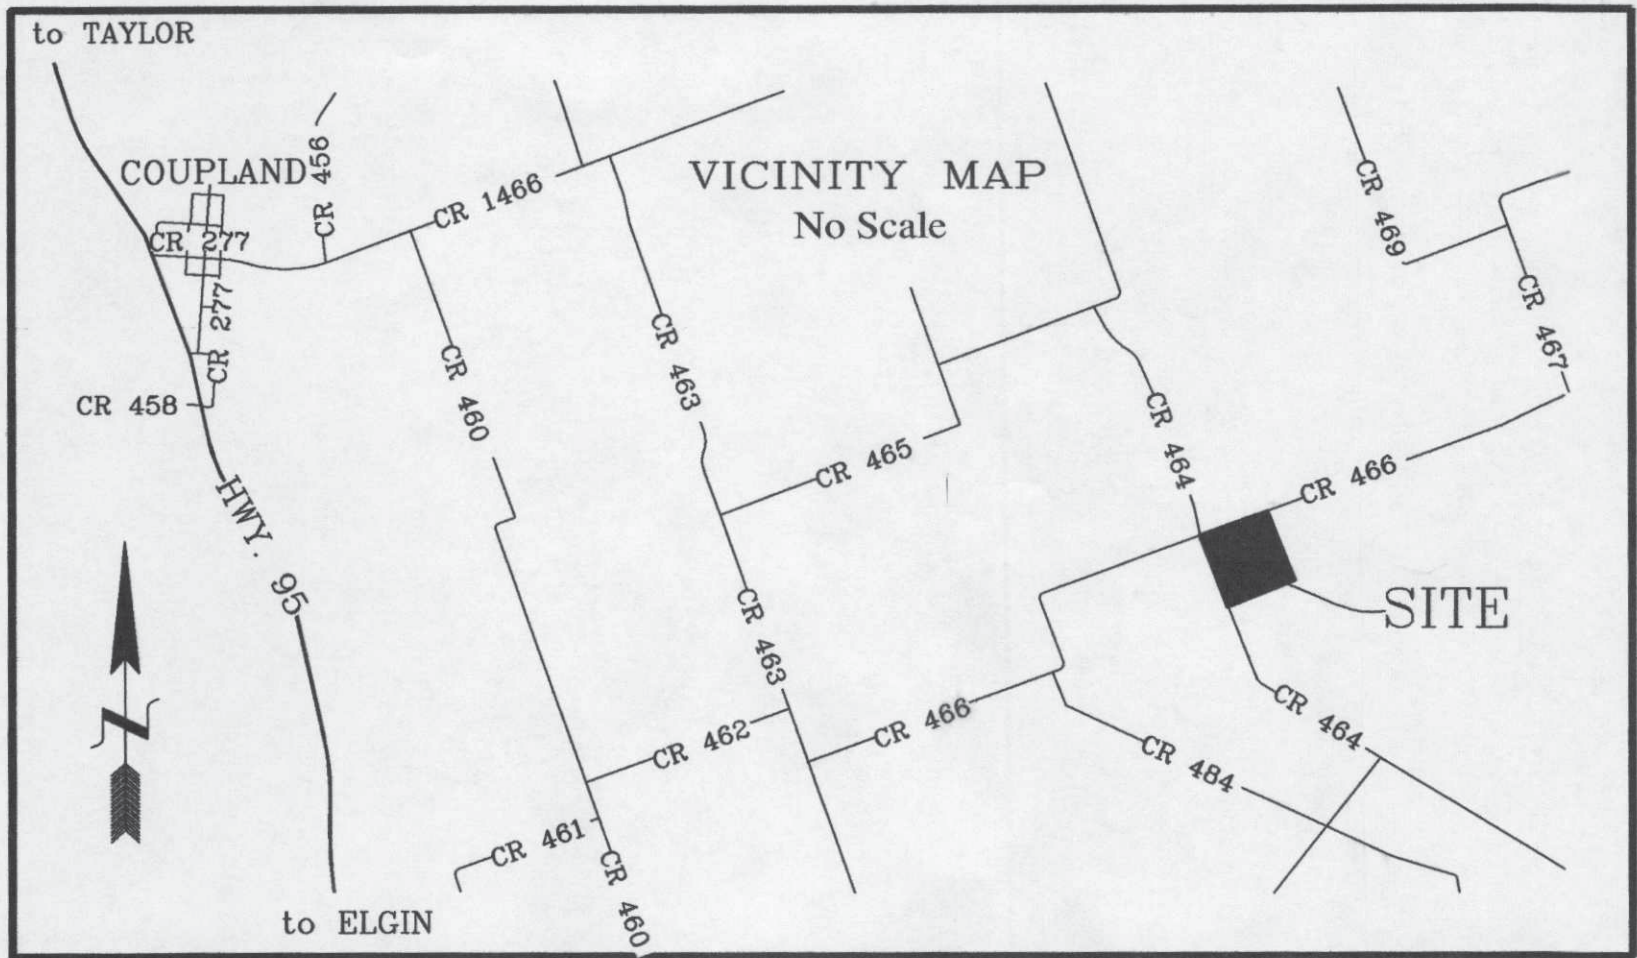 to TAYLOR
COUPLAND
CR 456
CR 1466
VICINITY MAP
No Scale
CR 469
CR 277
CR 277
CR 467
CR 463
CR 460
CR 458
CR 465
CR 464
CR 466
HWY. 95
CR 463
SITE
CR 462
CR 466
CR 464
CR 484
CR 461
CR 460
to ELGIN
N